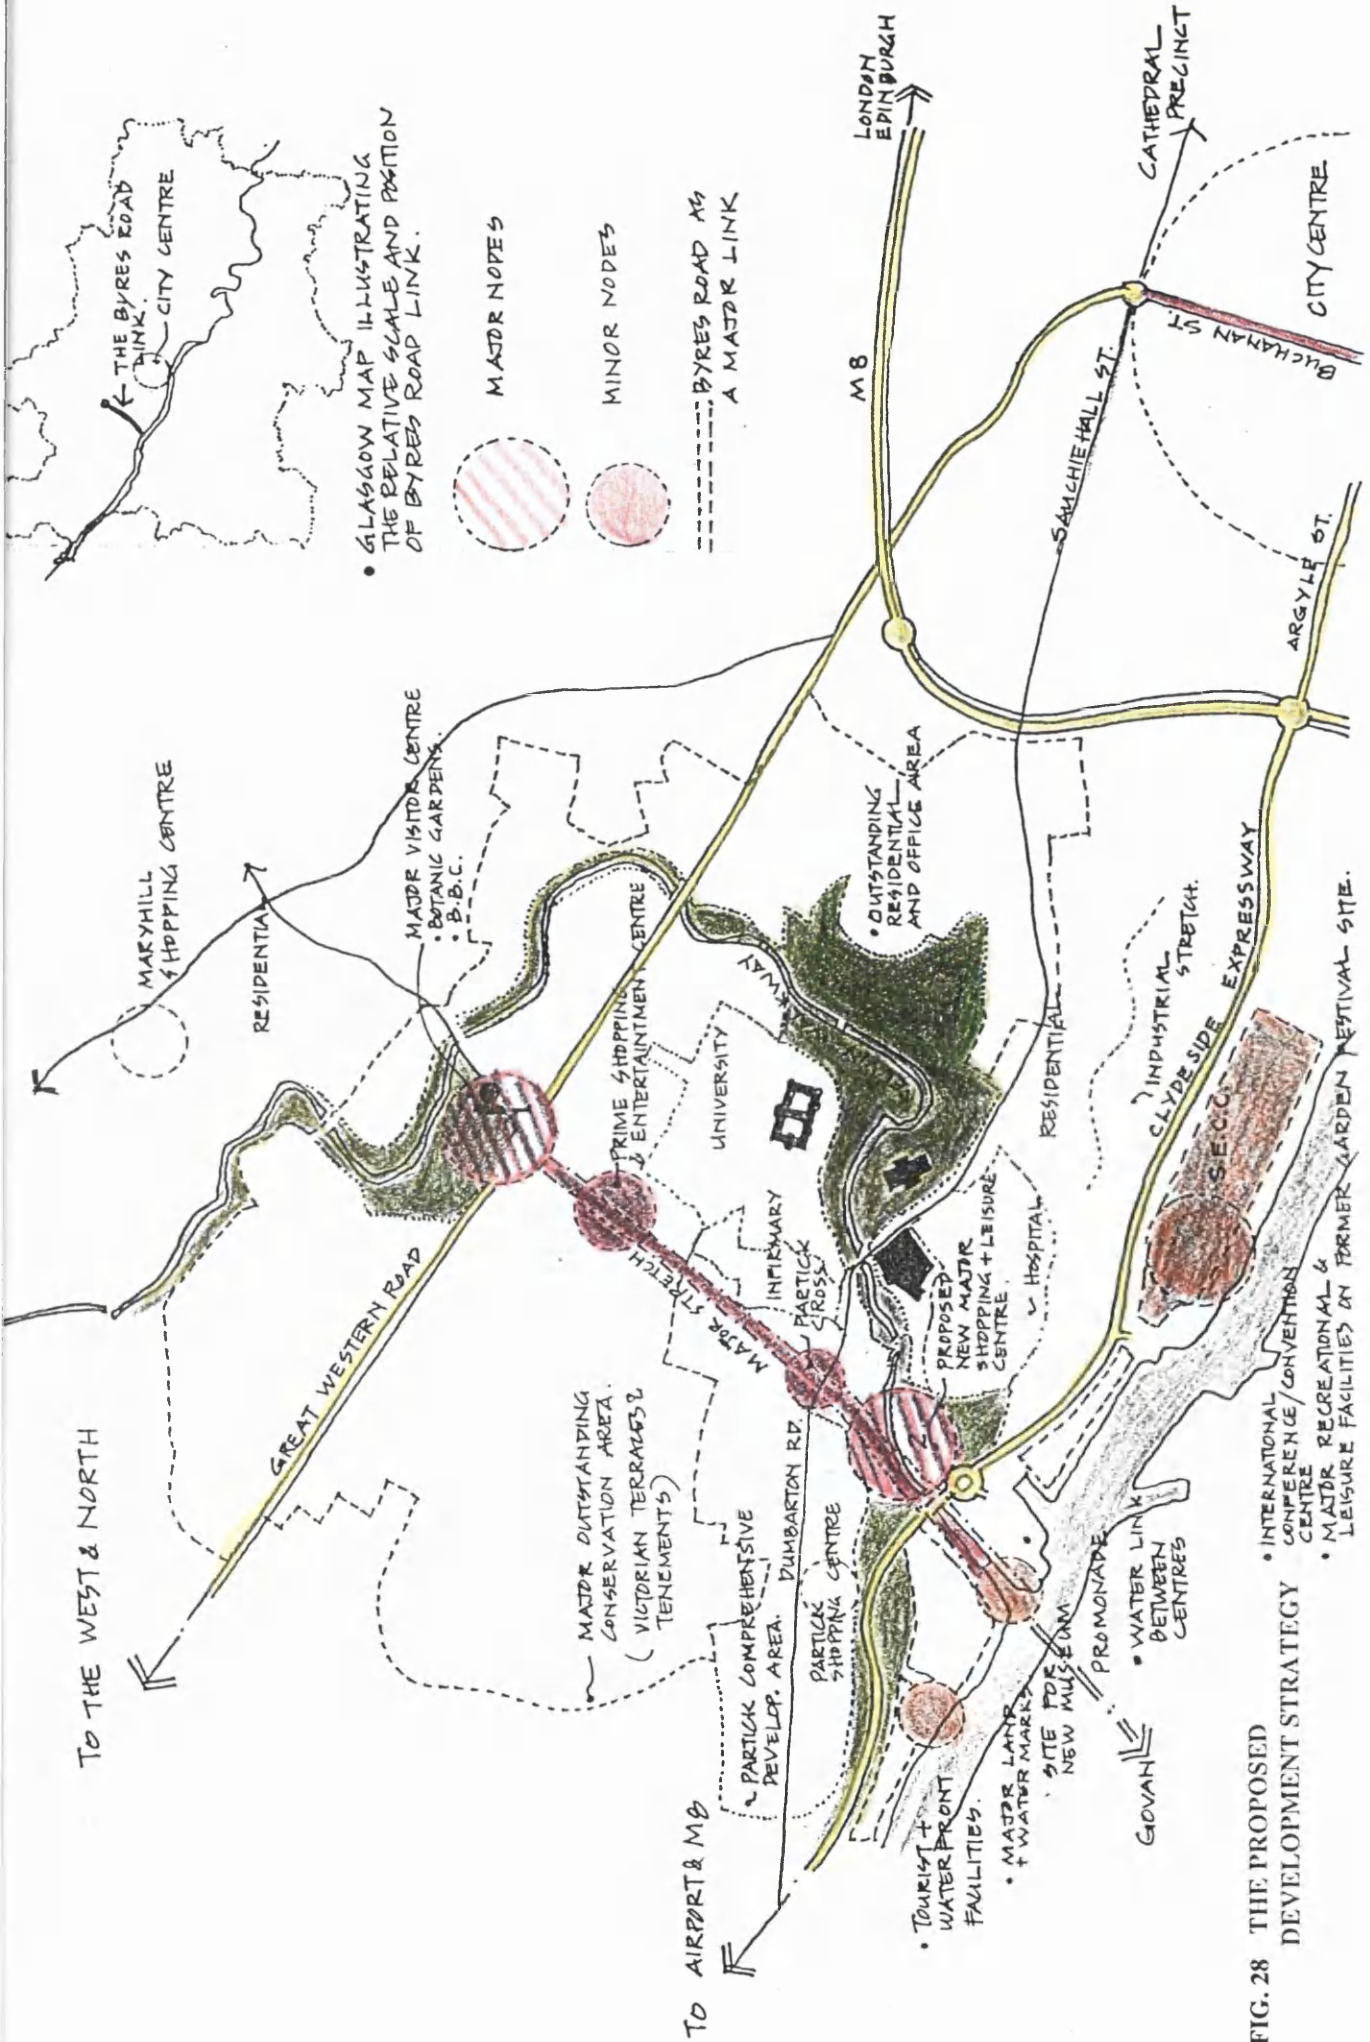 TO THE WEST & NORTH
GREAT WESTERN ROAD
MARYHILL
SHOPPING CENTRE
RESIDENTIAL
THE BYRES ROAD
LINK.
CITY CENTRE
• GLASGOW MAP ILLUSTRATING
THE RELATIVE SCALE AND POSITION
OF BYRES ROAD LINK.
MAJOR NODES
MINOR NODES
BYRES ROAD AS
A MAJOR LINK
MAJOR VISITOR CENTRE
• BOTANIC GARDENS.
• B.B.C.
PRIME SHOPPING
& ENTERTAINMENT CENTRE
• MAJOR OUTSTANDING
CONSERVATION AREA.
(VICTORIAN TERRACES &
TENEMENTS)
MAJOR STRETCH
UNIVERSITY
INFIRMARY
PARTICK
CROSS
• OUTSTANDING
RESIDENTIAL
AND OFFICE AREA
M8
LONDON
EDINBURGH
CATHEDRAL
PRECINCT
SAUCHIEHALL ST.
BUCHANAN
ST.
CITY CENTRE
ARGYLE ST.
TO AIRPORT & M8
PARTICK COMPREHENSIVE
DEVELOP. AREA.
DUMBARTON RD
PARTICK
SHOPPING CENTRE
PROPOSED
NEW MAJOR
SHOPPING + LEISURE
CENTRE.
HOSPITAL
RESIDENTIAL
INDUSTRIAL
STRETCH.
CLYDESIDE EXPRESSWAY
S.E.C.C.
• TOURIST +
WATERFRONT
FACILITIES.
• MAJOR LAND
+ WATER MARKS
• SITE FOR
NEW MUSEUM
PROMONADE
• WATER LINK
BETWEEN
CENTRES
GOVAN
• INTERNATIONAL
CONFERENCE/CONVENTION
CENTRE
• MAJOR RECREATIONAL &
LEISURE FACILITIES ON FORMER GARDEN FESTIVAL SITE.
FIG. 28 THE PROPOSED
DEVELOPMENT STRATEGY